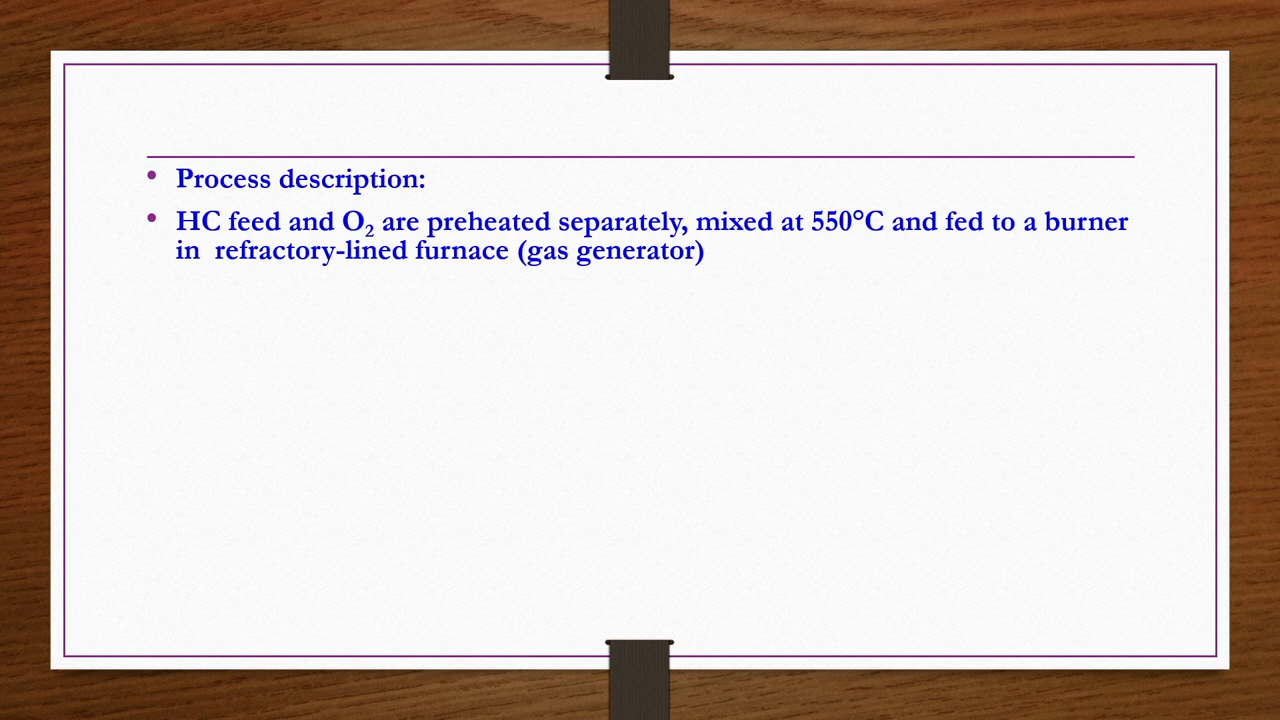 • Process description:
• HC feed and O₂ are preheated separately, mixed at 550°C and fed to a burner
in  refractory-lined furnace (gas generator)